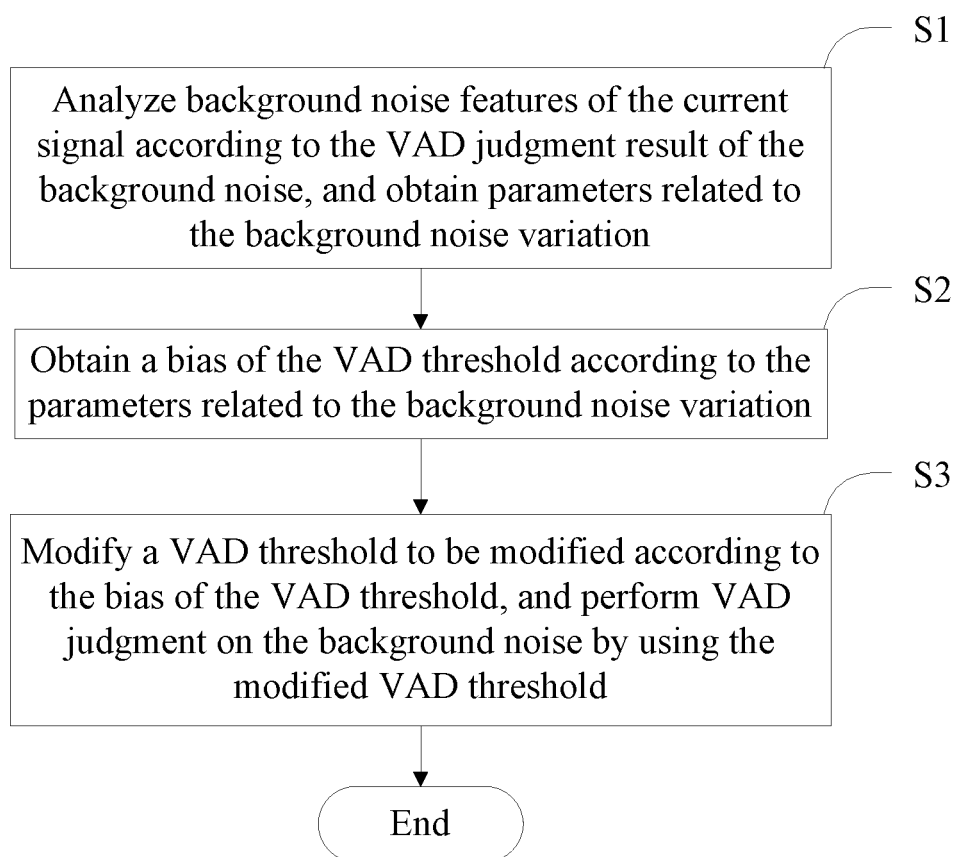 S1
Analyze background noise features of the current
signal according to the VAD judgment result of the
background noise, and obtain parameters related to
the background noise variation
S2
Obtain a bias of the VAD threshold according to the
parameters related to the background noise variation
S3
Modify a VAD threshold to be modified according to
the bias of the VAD threshold, and perform VAD
judgment on the background noise by using the
modified VAD threshold
End